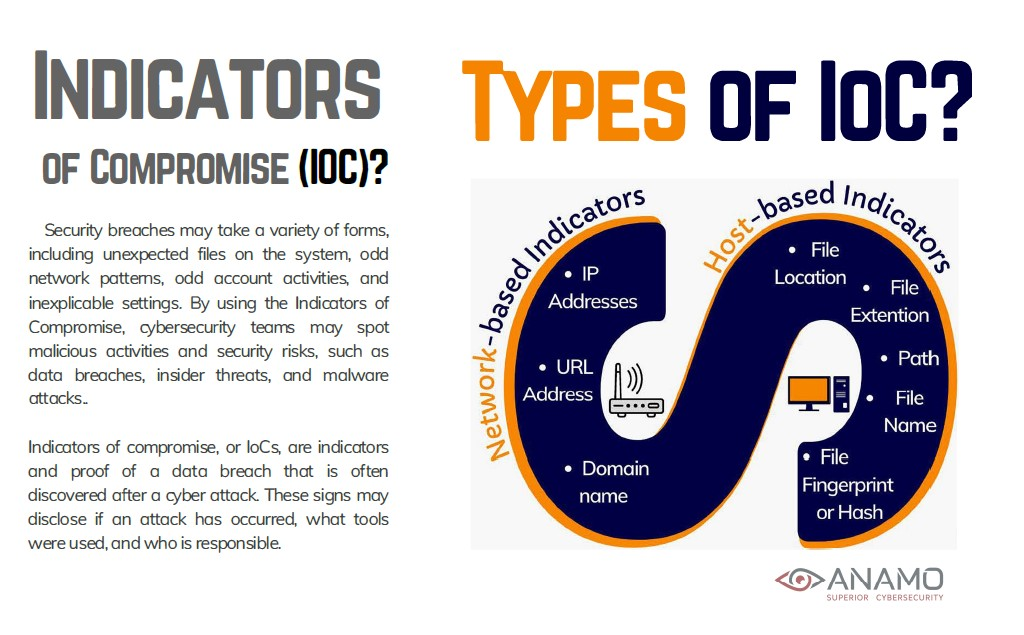 INDICATORS
OF COMPROMISE (IOC)?
Security breaches may take a variety of forms,
including unexpected files on the system, odd
network patterns, odd account activities, and
inexplicable settings. By using the Indicators of
Compromise, cybersecurity teams may spot
malicious activities and security risks, such as
data breaches, insider threats, and malware
attacks..
Indicators of compromise, or IoCs, are indicators
and proof of a data breach that is often
discovered after a cyber attack. These signs may
disclose if an attack has occurred, what tools
were used, and who is responsible.
TYPES OF IOC?
Network-based Indicators
• IP
Addresses
• URL
Address
• Domain
name
Host-based Indicators
• File
Location
• File
Extention
• Path
• File
Name
• File
Fingerprint
or Hash
ANAMO
SUPERIOR CYBERSECURITY